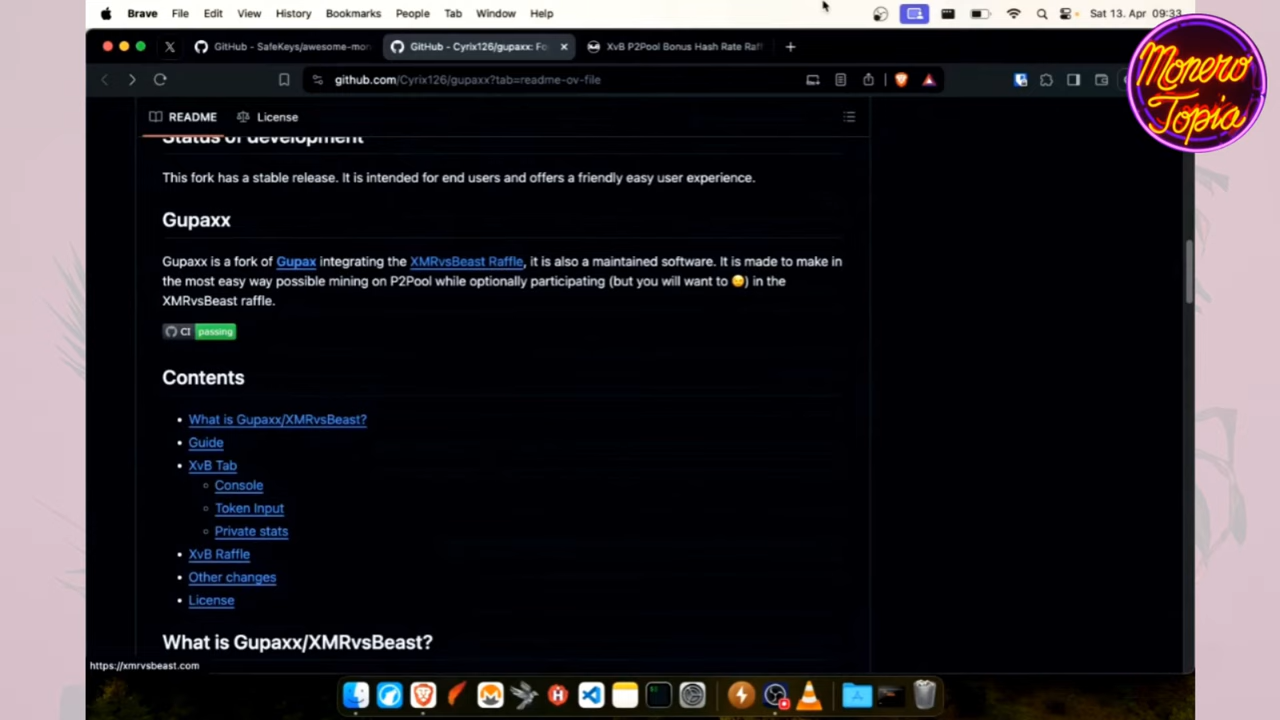 Brave File Edit View History Bookmarks People Tab Window Help Sat 13. Apr 09:33
GitHub - SafeKeys/awesome-mon
GitHub - Cyrix126/gupaxx: Fo
XvB P2Pool Bonus Hash Rate Raff
github.com/Cyrix126/gupaxx?tab=readme-ov-file
Monero
Topia
README License
Status of development
This fork has a stable release. It is intended for end users and offers a friendly easy user experience.
Gupaxx
Gupaxx is a fork of Gupax integrating the XMRvsBeast Raffle, it is also a maintained software. It is made to make in
the most easy way possible mining on P2Pool while optionally participating (but you will want to 😳) in the
XMRvsBeast raffle.
CI passing
Contents
What is Gupaxx/XMRvsBeast?
Guide
XvB Tab
Console
Token Input
Private stats
XvB Raffle
Other changes
License
What is Gupaxx/XMRvsBeast?
https://xmrvsbeast.com